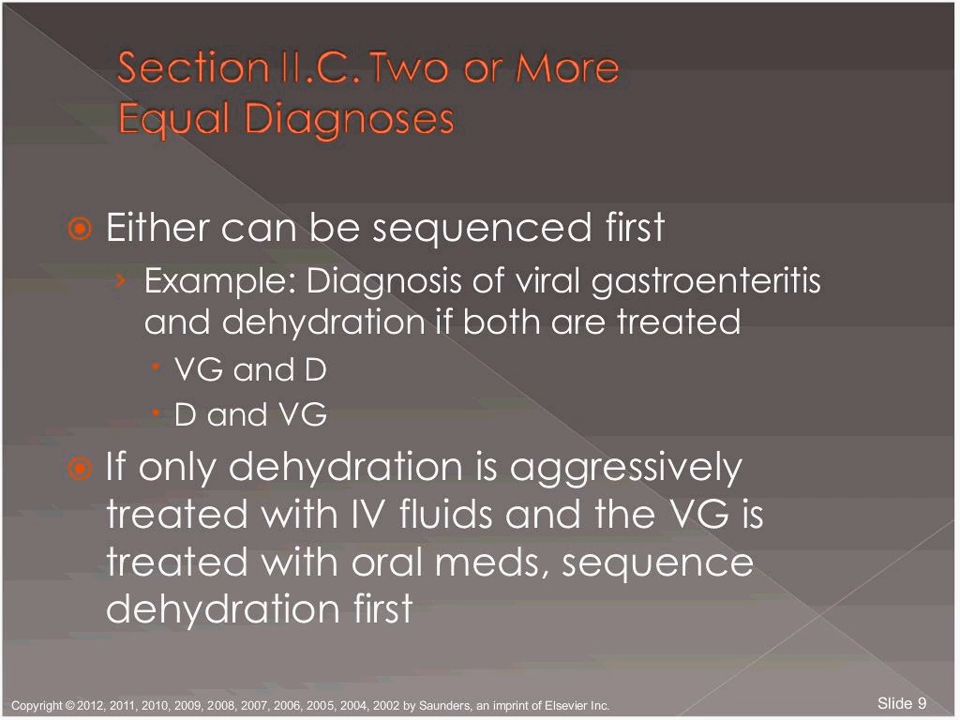 Section II.C. Two or More
Equal Diagnoses
Either can be sequenced first
Example: Diagnosis of viral gastroenteritis
and dehydration if both are treated
VG and D
D and VG
If only dehydration is aggressively
treated with IV fluids and the VG is
treated with oral meds, sequence
dehydration first
Copyright © 2012, 2011, 2010, 2009, 2008, 2007, 2006, 2005, 2004, 2002 by Saunders, an imprint of Elsevier Inc.
Slide 9